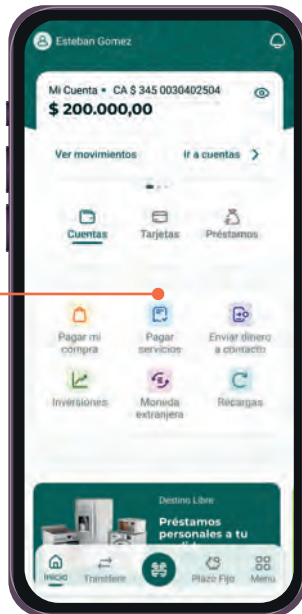 Esteban Gomez
Mi Cuenta • CA $ 345 0030402504
$ 200.000,00
Ver movimientos Ir a cuentas >
Cuentas Tarjetas Préstamos
Pagar mi compra
Pagar servicios
Enviar dinero a contacto
Inversiones
Moneda extranjera
Recargas
Destino Libre
Préstamos
personales a tu
Inicio Transferir Plazo Fijo Menú